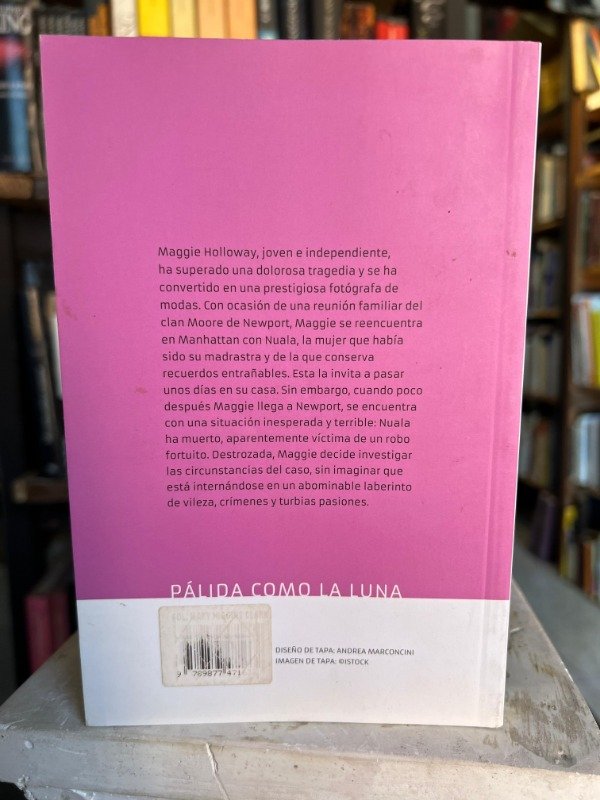 Maggie Holloway, joven e independiente,
ha superado una dolorosa tragedia y se ha
convertido en una prestigiosa fotógrafa de
modas. Con ocasión de una reunión familiar del
clan Moore de Newport, Maggie se reencuentra
en Manhattan con Nuala, la mujer que había
sido su madrastra y de la que conserva
recuerdos entrañables. Esta la invita a pasar
unos días en su casa. Sin embargo, cuando poco
después Maggie llega a Newport, se encuentra
con una situación inesperada y terrible: Nuala
ha muerto, aparentemente víctima de un robo
fortuito. Destrozada, Maggie decide investigar
las circunstancias del caso, sin imaginar que
está internándose en un abominable laberinto
de vileza, crímenes y turbias pasiones.
PÁLIDA COMO LA LUNA
COL. MARY HIGGINS CLARK
DISEÑO DE TAPA: ANDREA MARCONCINI
IMAGEN DE TAPA: ©ISTOCK
9 789877